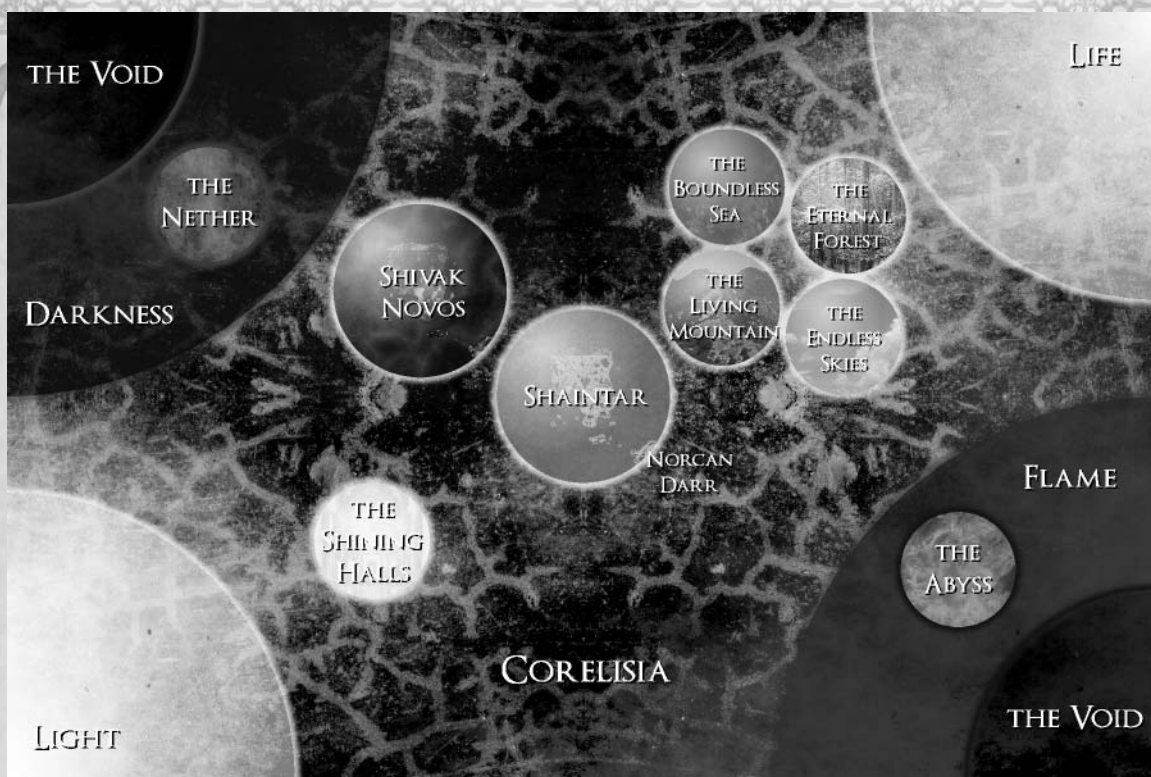 THE VOID
LIFE
THE
NETHER
THE
BOUNDLESS
SEA
THE
ETERNAL
FOREST
SHIVAK
NOVOS
DARKNESS
THE
LIVING
MOUNTAIN
THE
ENDLESS
SKIES
SHAINTAR
NORCAN
DARR
FLAME
THE
SHINING
HALLS
THE
ABYSS
CORELISIA
THE VOID
LIGHT